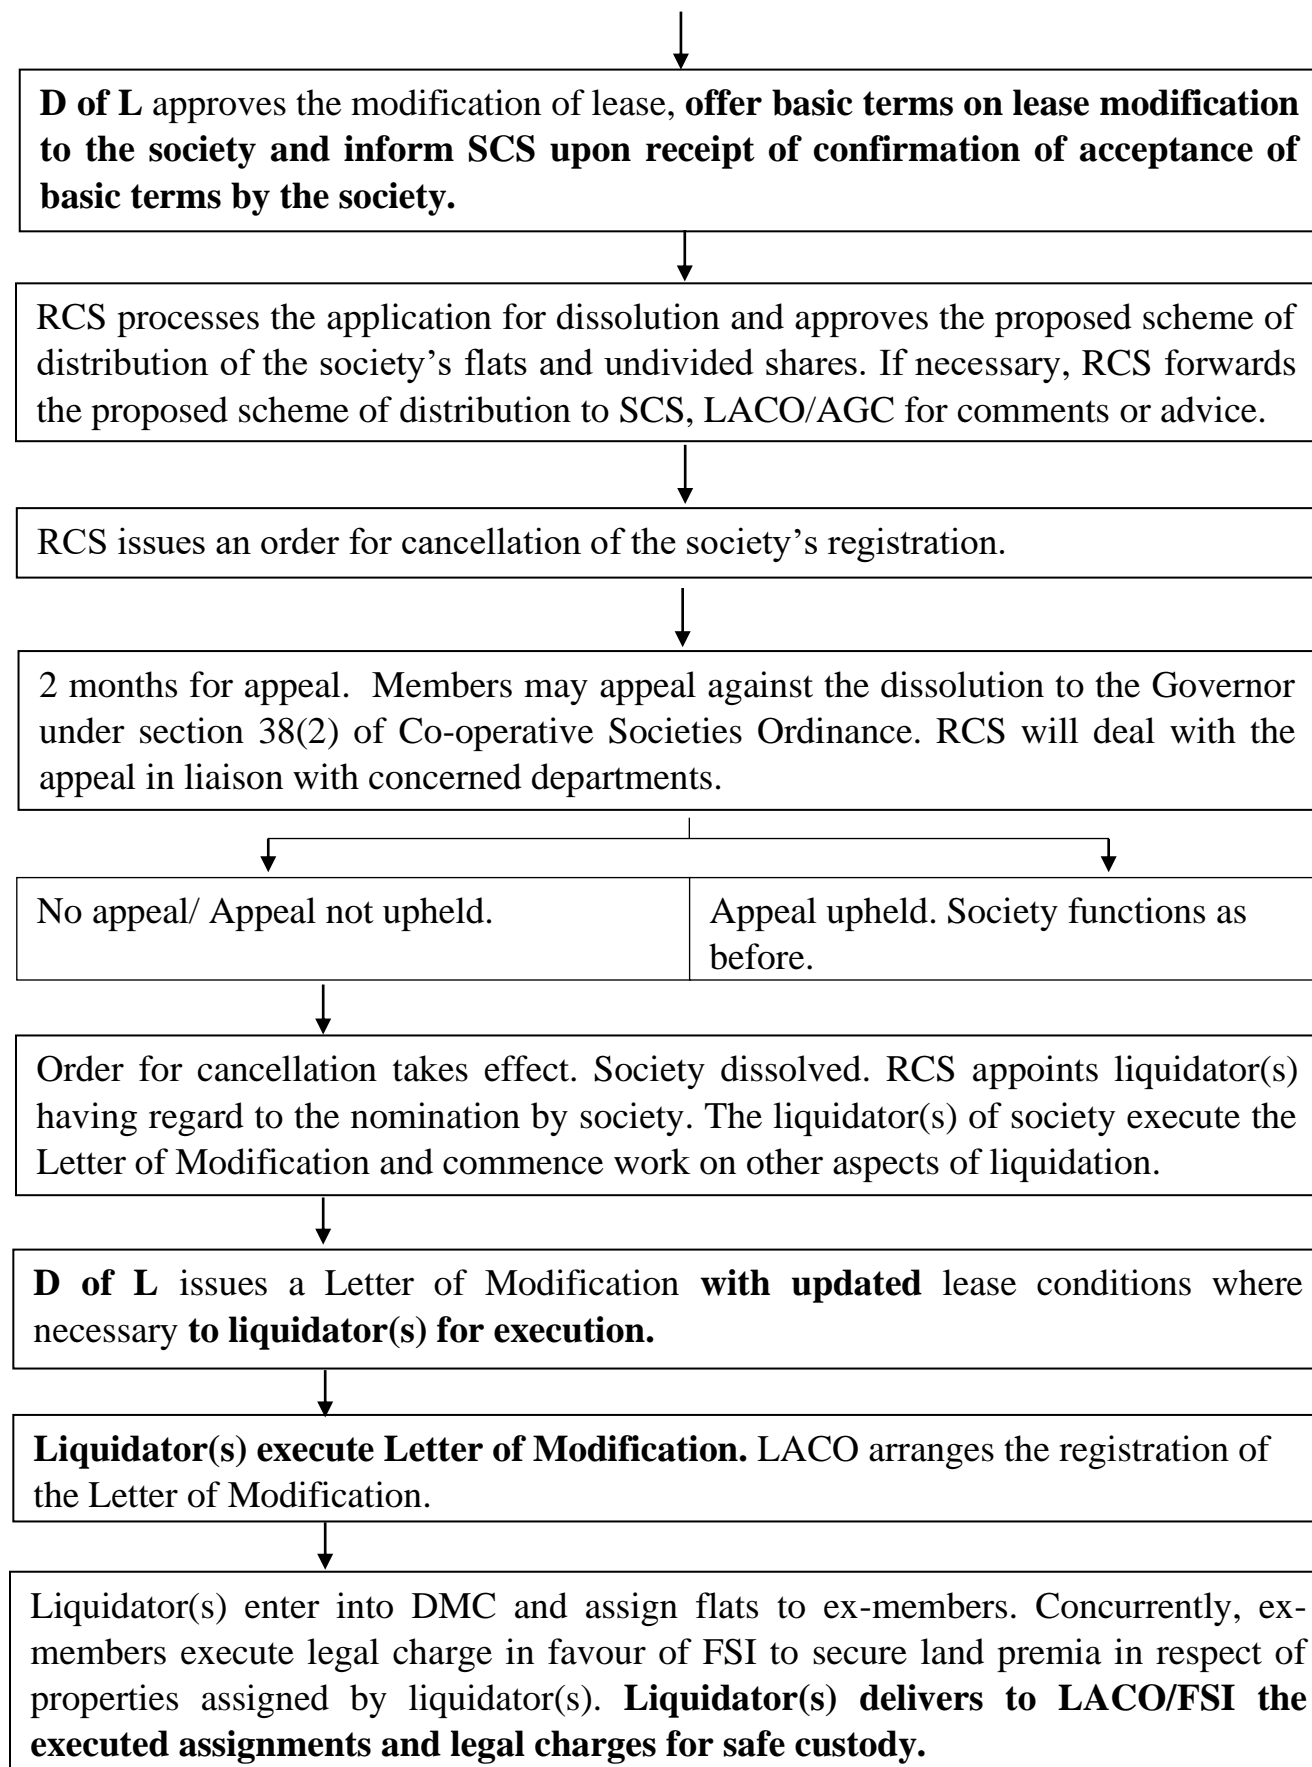 D of L approves the modification of lease, offer basic terms on lease modification
to the society and inform SCS upon receipt of confirmation of acceptance of
basic terms by the society.
RCS processes the application for dissolution and approves the proposed scheme of
distribution of the society’s flats and undivided shares. If necessary, RCS forwards
the proposed scheme of distribution to SCS, LACO/AGC for comments or advice.
RCS issues an order for cancellation of the society’s registration.
2 months for appeal.  Members may appeal against the dissolution to the Governor
under section 38(2) of Co-operative Societies Ordinance. RCS will deal with the
appeal in liaison with concerned departments.
No appeal/ Appeal not upheld.
Appeal upheld. Society functions as
before.
Order for cancellation takes effect. Society dissolved. RCS appoints liquidator(s)
having regard to the nomination by society. The liquidator(s) of society execute the
Letter of Modification and commence work on other aspects of liquidation.
D of L issues a Letter of Modification with updated lease conditions where
necessary to liquidator(s) for execution.
Liquidator(s) execute Letter of Modification. LACO arranges the registration of
the Letter of Modification.
Liquidator(s) enter into DMC and assign flats to ex-members. Concurrently, ex-
members execute legal charge in favour of FSI to secure land premia in respect of
properties assigned by liquidator(s). Liquidator(s) delivers to LACO/FSI the
executed assignments and legal charges for safe custody.